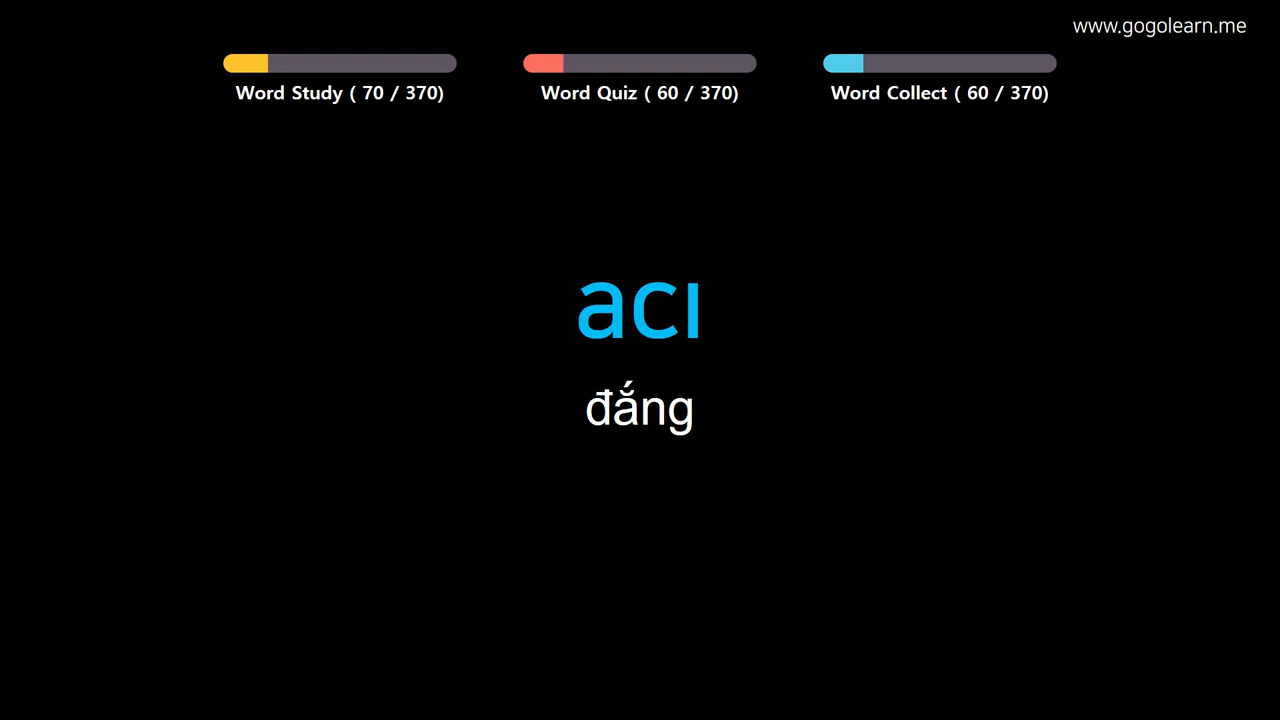 www.gogolearn.me
Word Study ( 70 / 370)
Word Quiz ( 60 / 370)
Word Collect ( 60 / 370)
acı
đắng